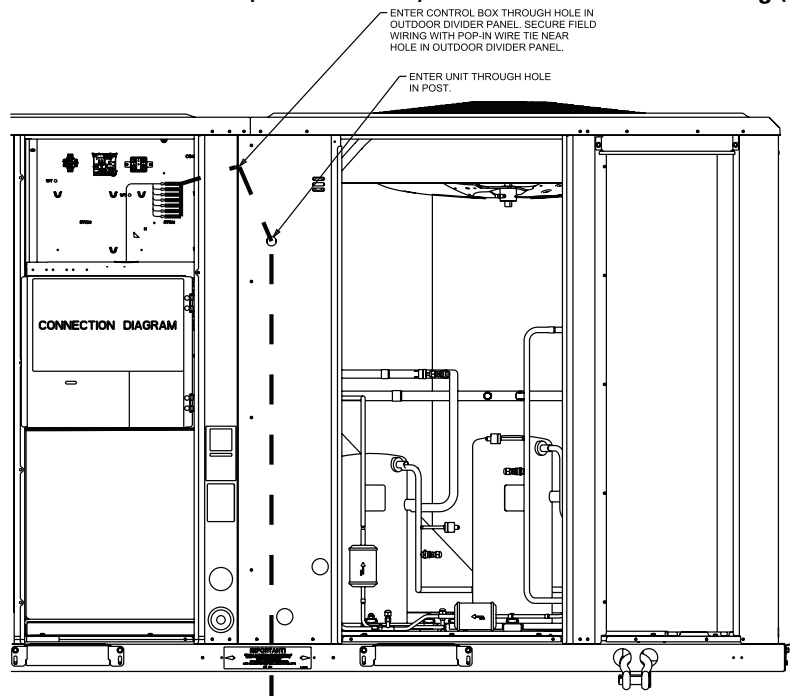 ENTER CONTROL BOX THROUGH HOLE IN
OUTDOOR DIVIDER PANEL. SECURE FIELD
WIRING WITH POP-IN WIRE TIE NEAR
HOLE IN OUTDOOR DIVIDER PANEL.
ENTER UNIT THROUGH HOLE
IN POST.
CONNECTION DIAGRAM
IMPORTANT!